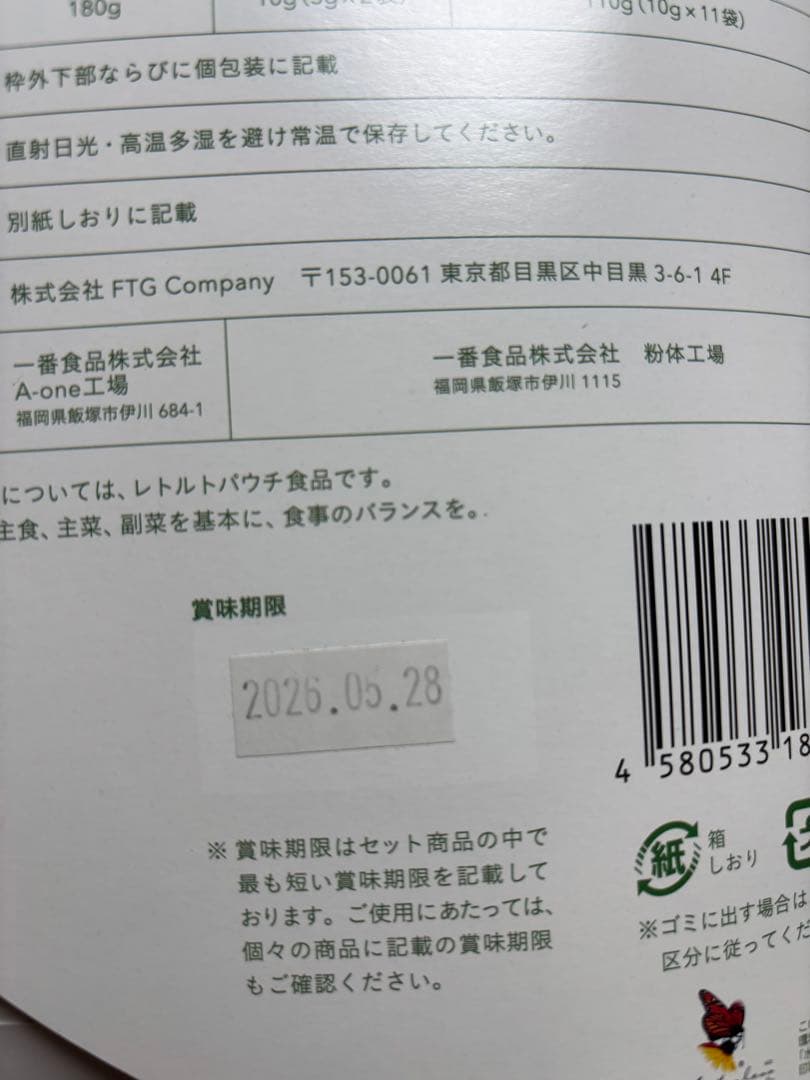 180g
10g(5g×2袋)
110g(10g×11袋)
枠外下部ならびに個包装に記載
直射日光・高温多湿を避け常温で保存してください。
別紙しおりに記載
株式会社 FTG Company 〒153-0061 東京都目黒区中目黒 3-6-1 4F
一番食品株式会社
A-one工場
福岡県飯塚市伊川 684-1
一番食品株式会社 粉体工場
福岡県飯塚市伊川 1115
については、レトルトパウチ食品です。
主食、主菜、副菜を基本に、食事のバランスを。
賞味期限
2026.05.28
4 580533 18
※ 賞味期限はセット商品の中で
最も短い賞味期限を記載して
おります。ご使用にあたっては、
個々の商品に記載の賞味期限
もご確認ください。
紙
箱
しおり
※ゴミに出す場合は
区分に従ってくだ